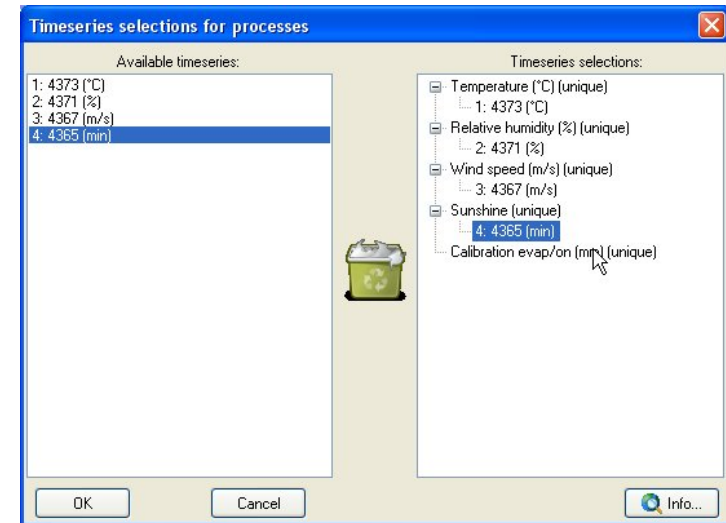 Timeseries selections for processes
Available timeseries:
1: 4373 (°C)
2: 4371 (%)
3: 4367 (m/s)
4: 4365 (min)
Timeseries selections:
Temperature (°C) (unique)
1: 4373 (°C)
Relative humidity (%) (unique)
2: 4371 (%)
Wind speed (m/s) (unique)
3: 4367 (m/s)
Sunshine (unique)
4: 4365 (min)
Calibration evap/on (mm) (unique)
OK
Cancel
Info...